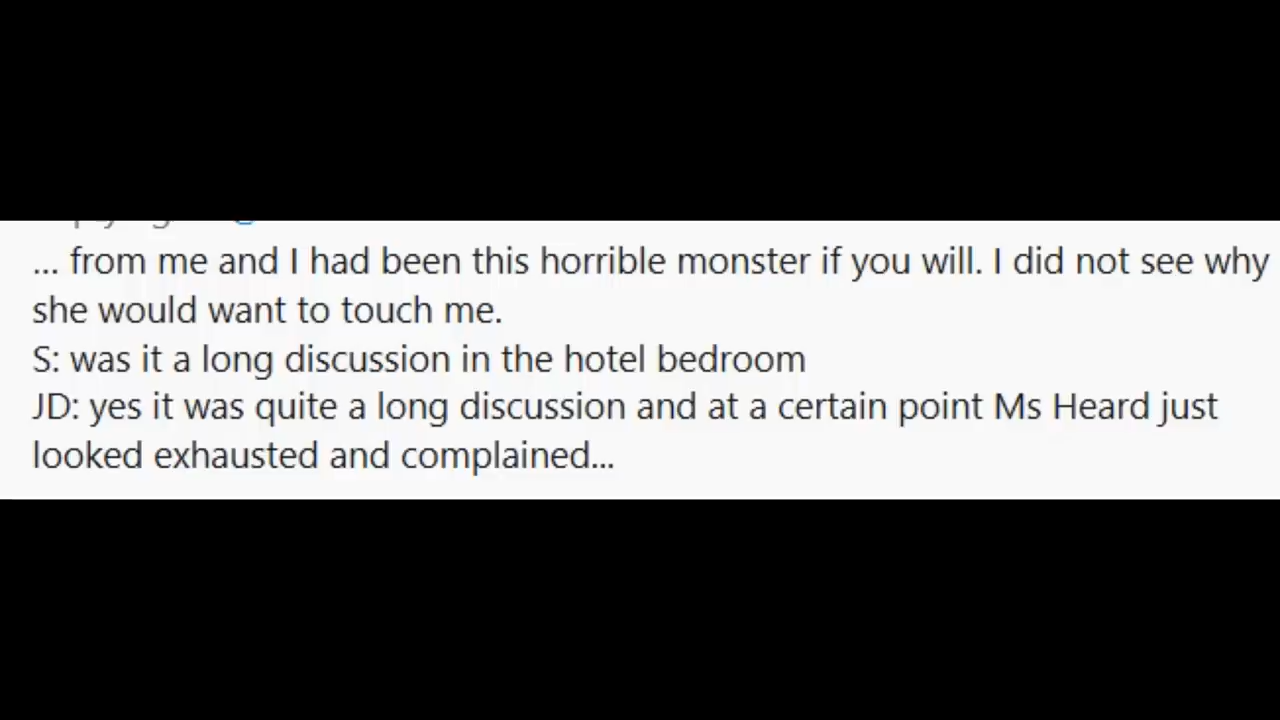 ... from me and I had been this horrible monster if you will. I did not see why
she would want to touch me.
S: was it a long discussion in the hotel bedroom
JD: yes it was quite a long discussion and at a certain point Ms Heard just
looked exhausted and complained...